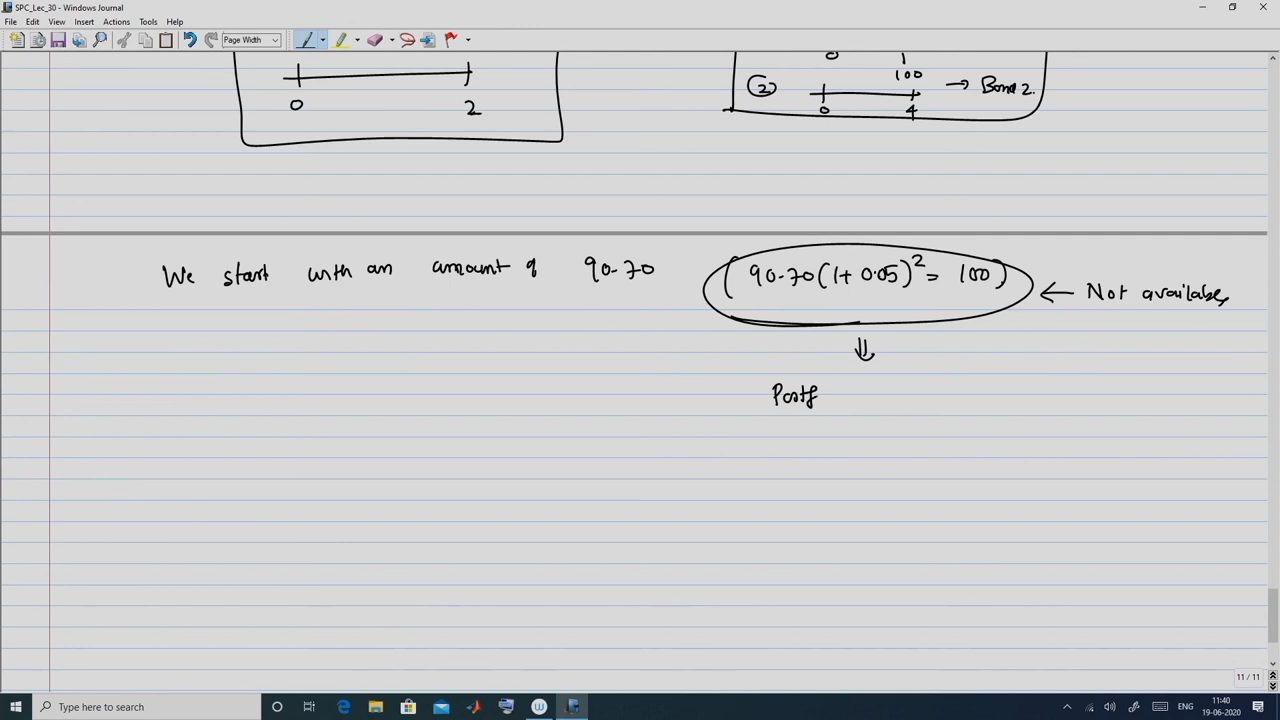 SPC_Lec_30 - Windows Journal
File Edit View Insert Actions Tools Help
Page Width
0 2
0
100
2 → Bond 2.
0 4
We start with an amount of 90.70 (90.70(1+0.05)^2 = 100) ← Not available
⇓
Portf
11 / 11
Type here to search
ENG
11:40
19-06-2020